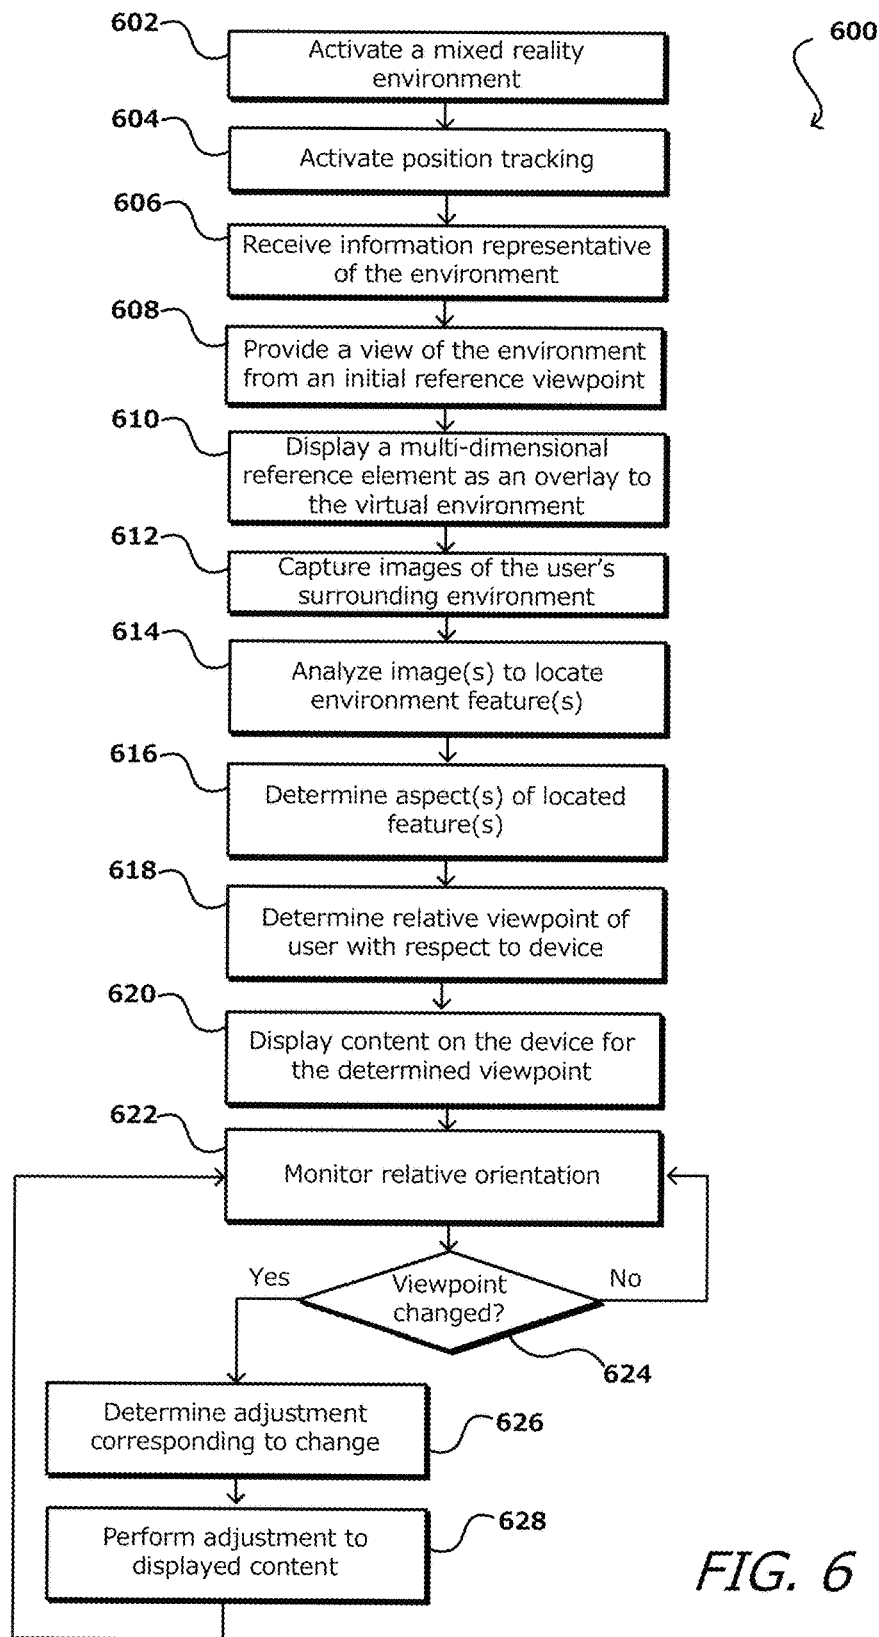 602
600
Activate a mixed reality
environment
604
Activate position tracking
606
Receive information representative
of the environment
608
Provide a view of the environment
from an initial reference viewpoint
610
Display a multi-dimensional
reference element as an overlay to
the virtual environment
612
Capture images of the user's
surrounding environment
614
Analyze image(s) to locate
environment feature(s)
616
Determine aspect(s) of located
feature(s)
618
Determine relative viewpoint of
user with respect to device
620
Display content on the device for
the determined viewpoint
622
Monitor relative orientation
Yes
Viewpoint
changed?
No
624
Determine adjustment
corresponding to change
626
Perform adjustment to
displayed content
628
FIG. 6